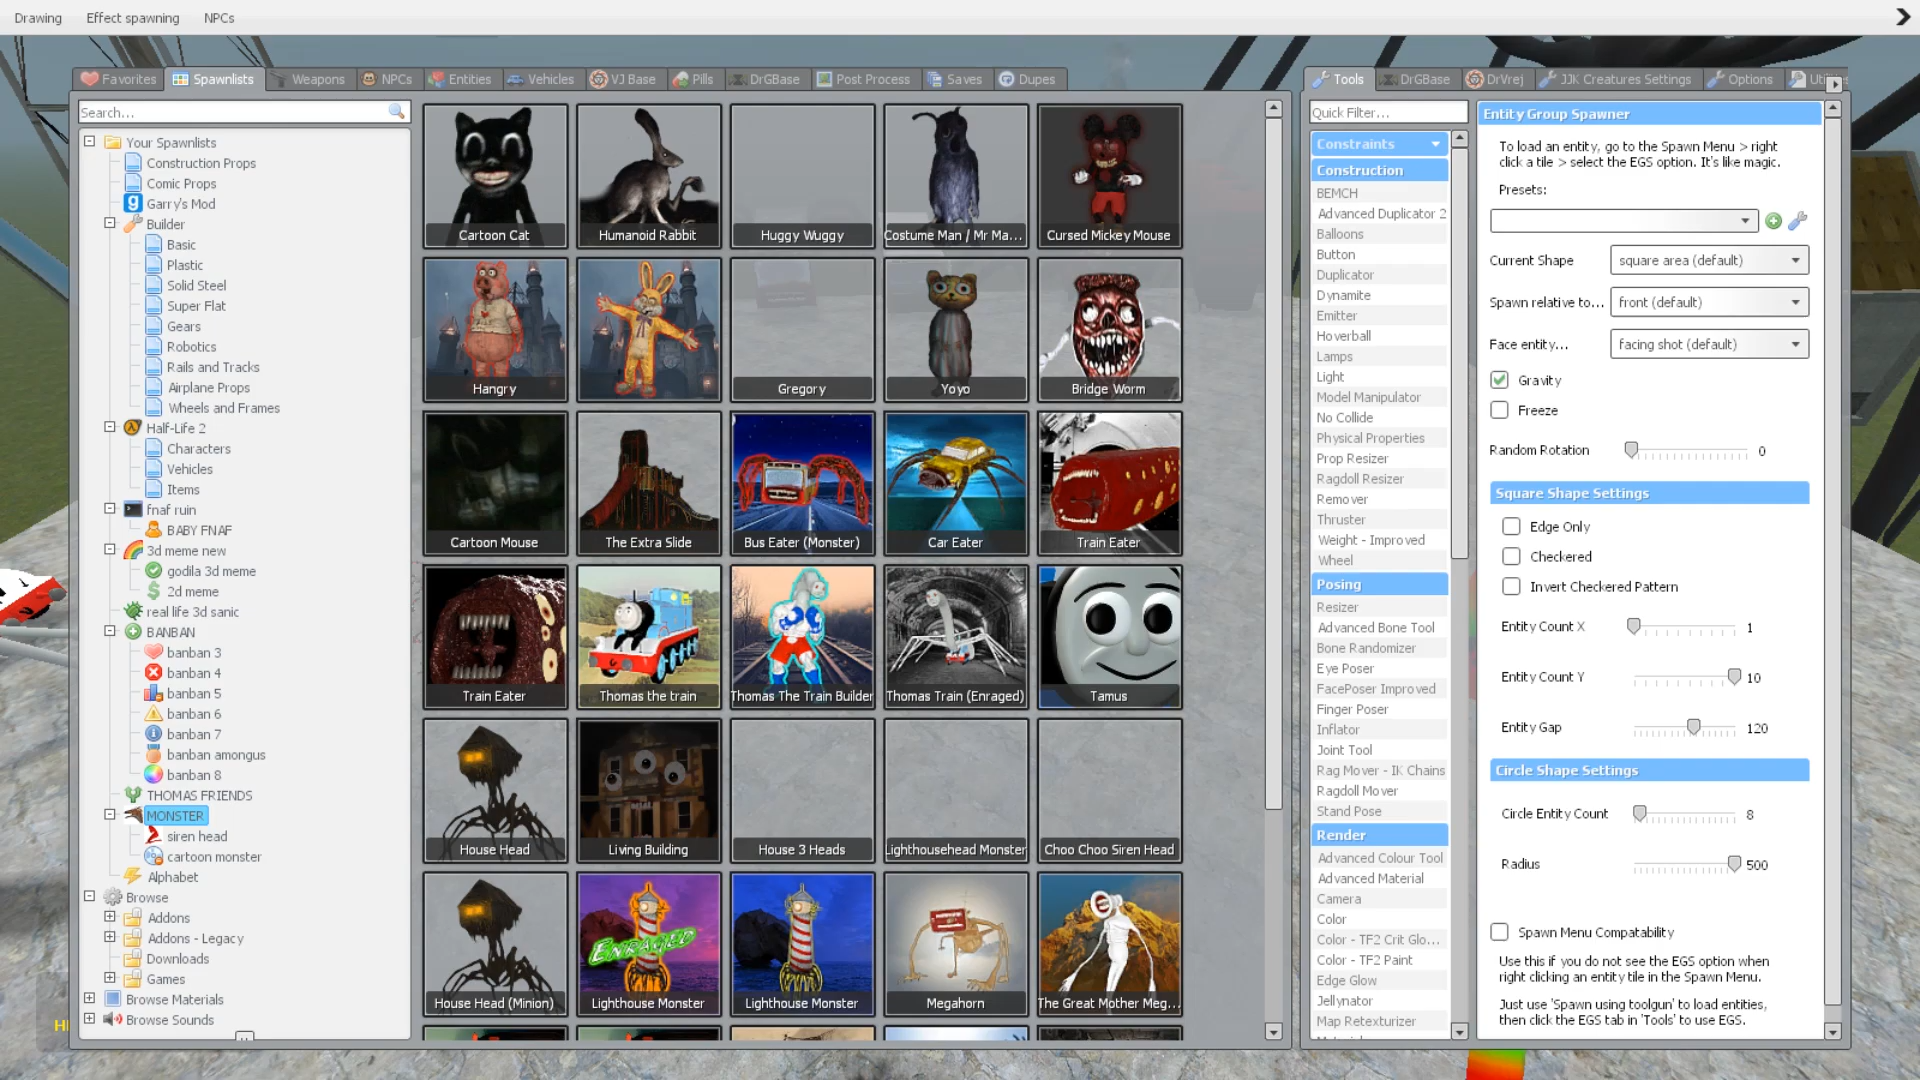 Drawing Effect spawning NPCs
Favorites Spawnlists Weapons NPCs Entities Vehicles VJ Base Pills DrGBase Post Process Saves Dupes
Search...
Your Spawnlists
Construction Props
Comic Props
Garry's Mod
Builder
Basic
Plastic
Solid Steel
Super Flat
Gears
Robotics
Rails and Tracks
Airplane Props
Wheels and Frames
Half-Life 2
Characters
Vehicles
Items
fnaf ruin
BABY FNAF
3d meme new
godila 3d meme
2d meme
real life 3d sanic
BANBAN
banban 3
banban 4
banban 5
banban 6
banban 7
banban amongus
banban 8
THOMAS FRIENDS
MONSTER
siren head
cartoon monster
Alphabet
Browse
Addons
Addons - Legacy
Downloads
Games
Browse Materials
Browse Sounds
Cartoon Cat Humanoid Rabbit Huggy Wuggy Costume Man / Mr Ma... Cursed Mickey Mouse
Hangry Gregory Yoyo Bridge Worm
Cartoon Mouse The Extra Slide Bus Eater (Monster) Car Eater Train Eater
Train Eater Thomas the train Thomas The Train Builder Thomas Train (Enraged) Tamus
House Head Living Building House 3 Heads Lighthousehead Monster Choo Choo Siren Head
ENRAGED
House Head (Minion) Lighthouse Monster Lighthouse Monster Megahorn The Great Mother Meg...
Tools DrGBase DrVrej JJK Creatures Settings Options Utili
Quick Filter...
Constraints
Construction
BEMCH
Advanced Duplicator 2
Balloons
Button
Duplicator
Dynamite
Emitter
Hoverball
Lamps
Light
Model Manipulator
No Collide
Physical Properties
Prop Resizer
Ragdoll Resizer
Remover
Thruster
Weight - Improved
Wheel
Posing
Resizer
Advanced Bone Tool
Bone Randomizer
Eye Poser
FacePoser Improved
Finger Poser
Inflator
Joint Tool
Rag Mover - IK Chains
Ragdoll Mover
Stand Pose
Render
Advanced Colour Tool
Advanced Material
Camera
Color
Color - TF2 Crit Glo...
Color - TF2 Paint
Edge Glow
Jellynator
Map Retexturizer
Entity Group Spawner
To load an entity, go to the Spawn Menu > right
click a tile > select the EGS option. It's like magic.
Presets:
Current Shape square area (default)
Spawn relative to... front (default)
Face entity... facing shot (default)
Gravity
Freeze
Random Rotation 0
Square Shape Settings
Edge Only
Checkered
Invert Checkered Pattern
Entity Count X 1
Entity Count Y 10
Entity Gap 120
Circle Shape Settings
Circle Entity Count 8
Radius 500
Spawn Menu Compatability
Use this if you do not see the EGS option when
right clicking an entity tile in the Spawn Menu.
Just use 'Spawn using toolgun' to load entities,
then click the EGS tab in 'Tools' to use EGS.